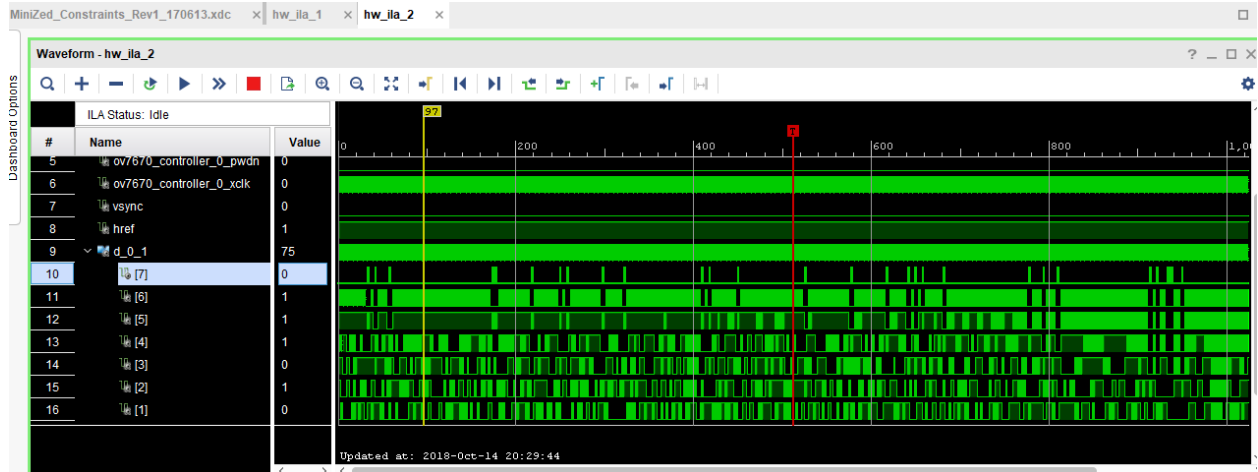 MiniZed_Constraints_Rev1_170613.xdc × hw_ila_1 × hw_ila_2 ×
Dashboard Options
Waveform - hw_ila_2
ILA Status: Idle
97
# Name Value
T
0 200 400 600 800 1,0
5 ov7670_controller_0_pwdn 0
6 ov7670_controller_0_xclk 0
7 vsync 0
8 href 1
9 d_0_1 75
10 [7] 0
11 [6] 1
12 [5] 1
13 [4] 1
14 [3] 0
15 [2] 1
16 [1] 0
Updated at: 2018-Oct-14 20:29:44